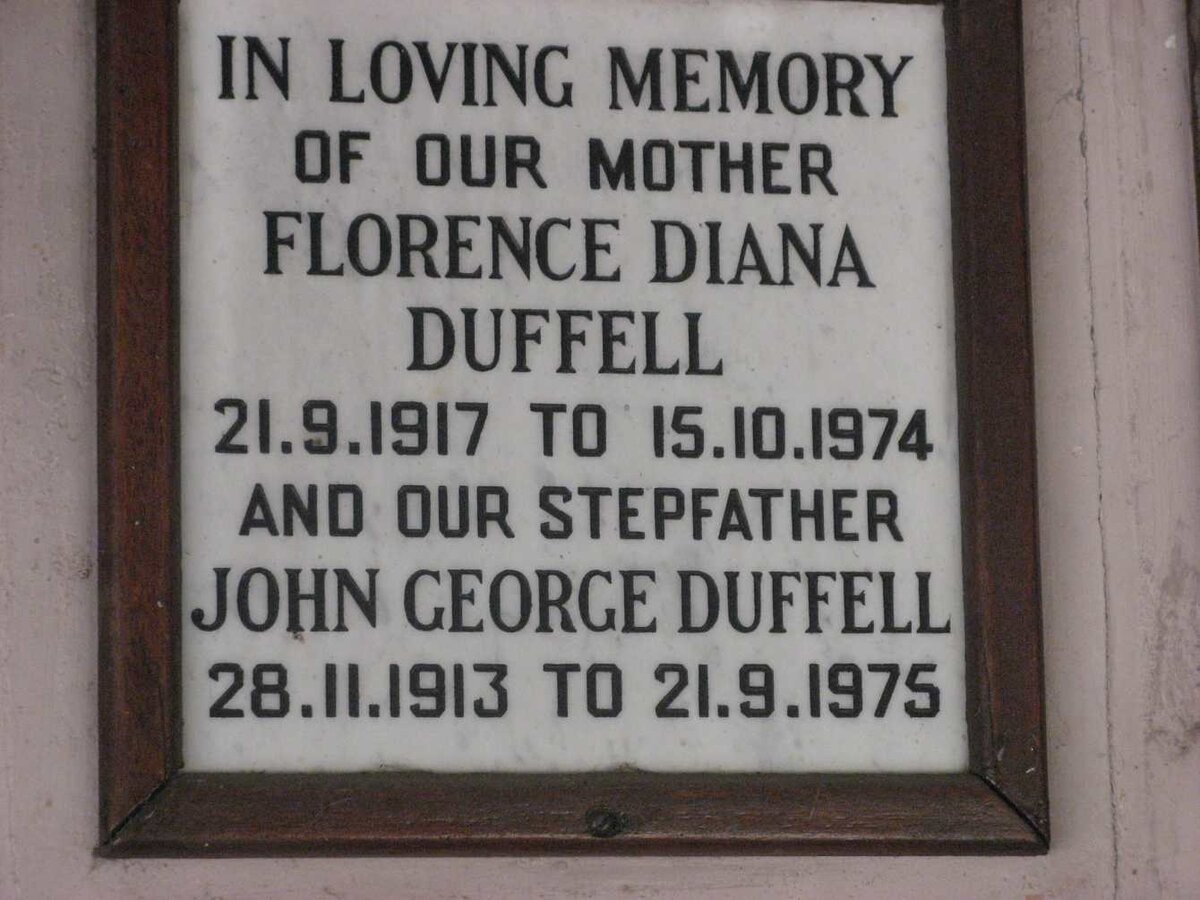 IN LOVING MEMORY
OF OUR MOTHER
FLORENCE DIANA
DUFFELL
21.9.1917 TO 15.10.1974
AND OUR STEPFATHER
JOHN GEORGE DUFFELL
28.11.1913 TO 21.9.1975